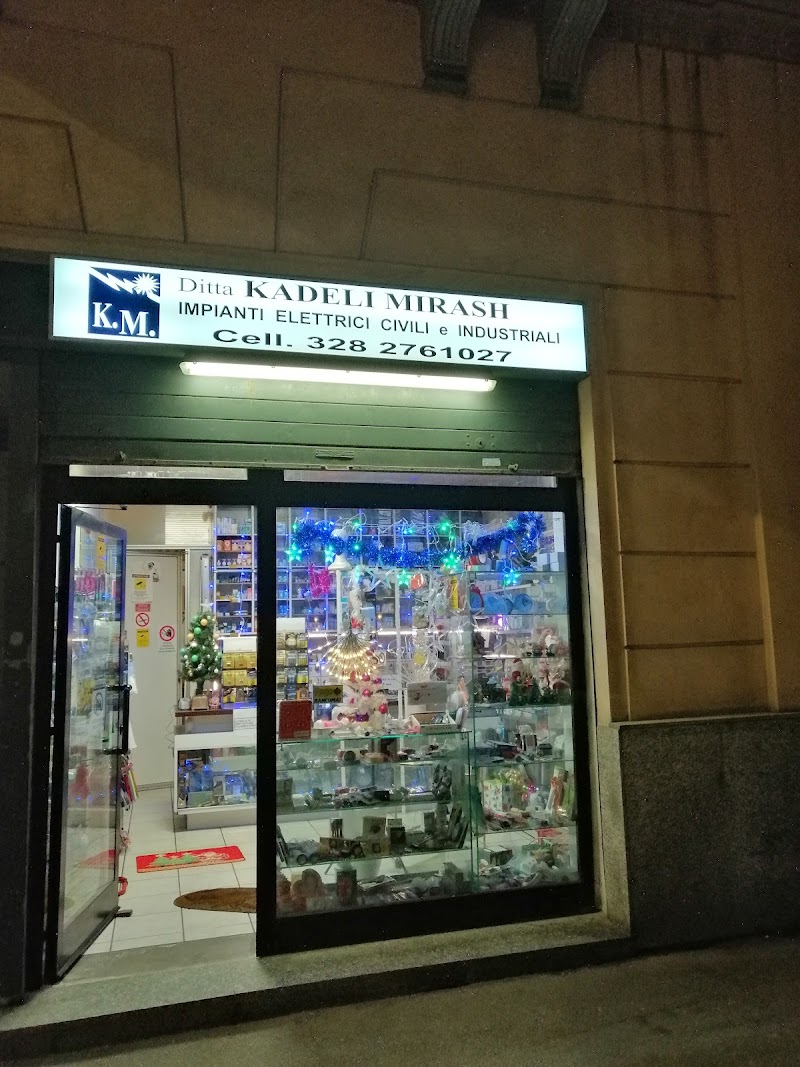 K.M.
Ditta KADELI MIRASH
IMPIANTI ELETTRICI CIVILI e INDUSTRIALI
Cell. 328 2761027